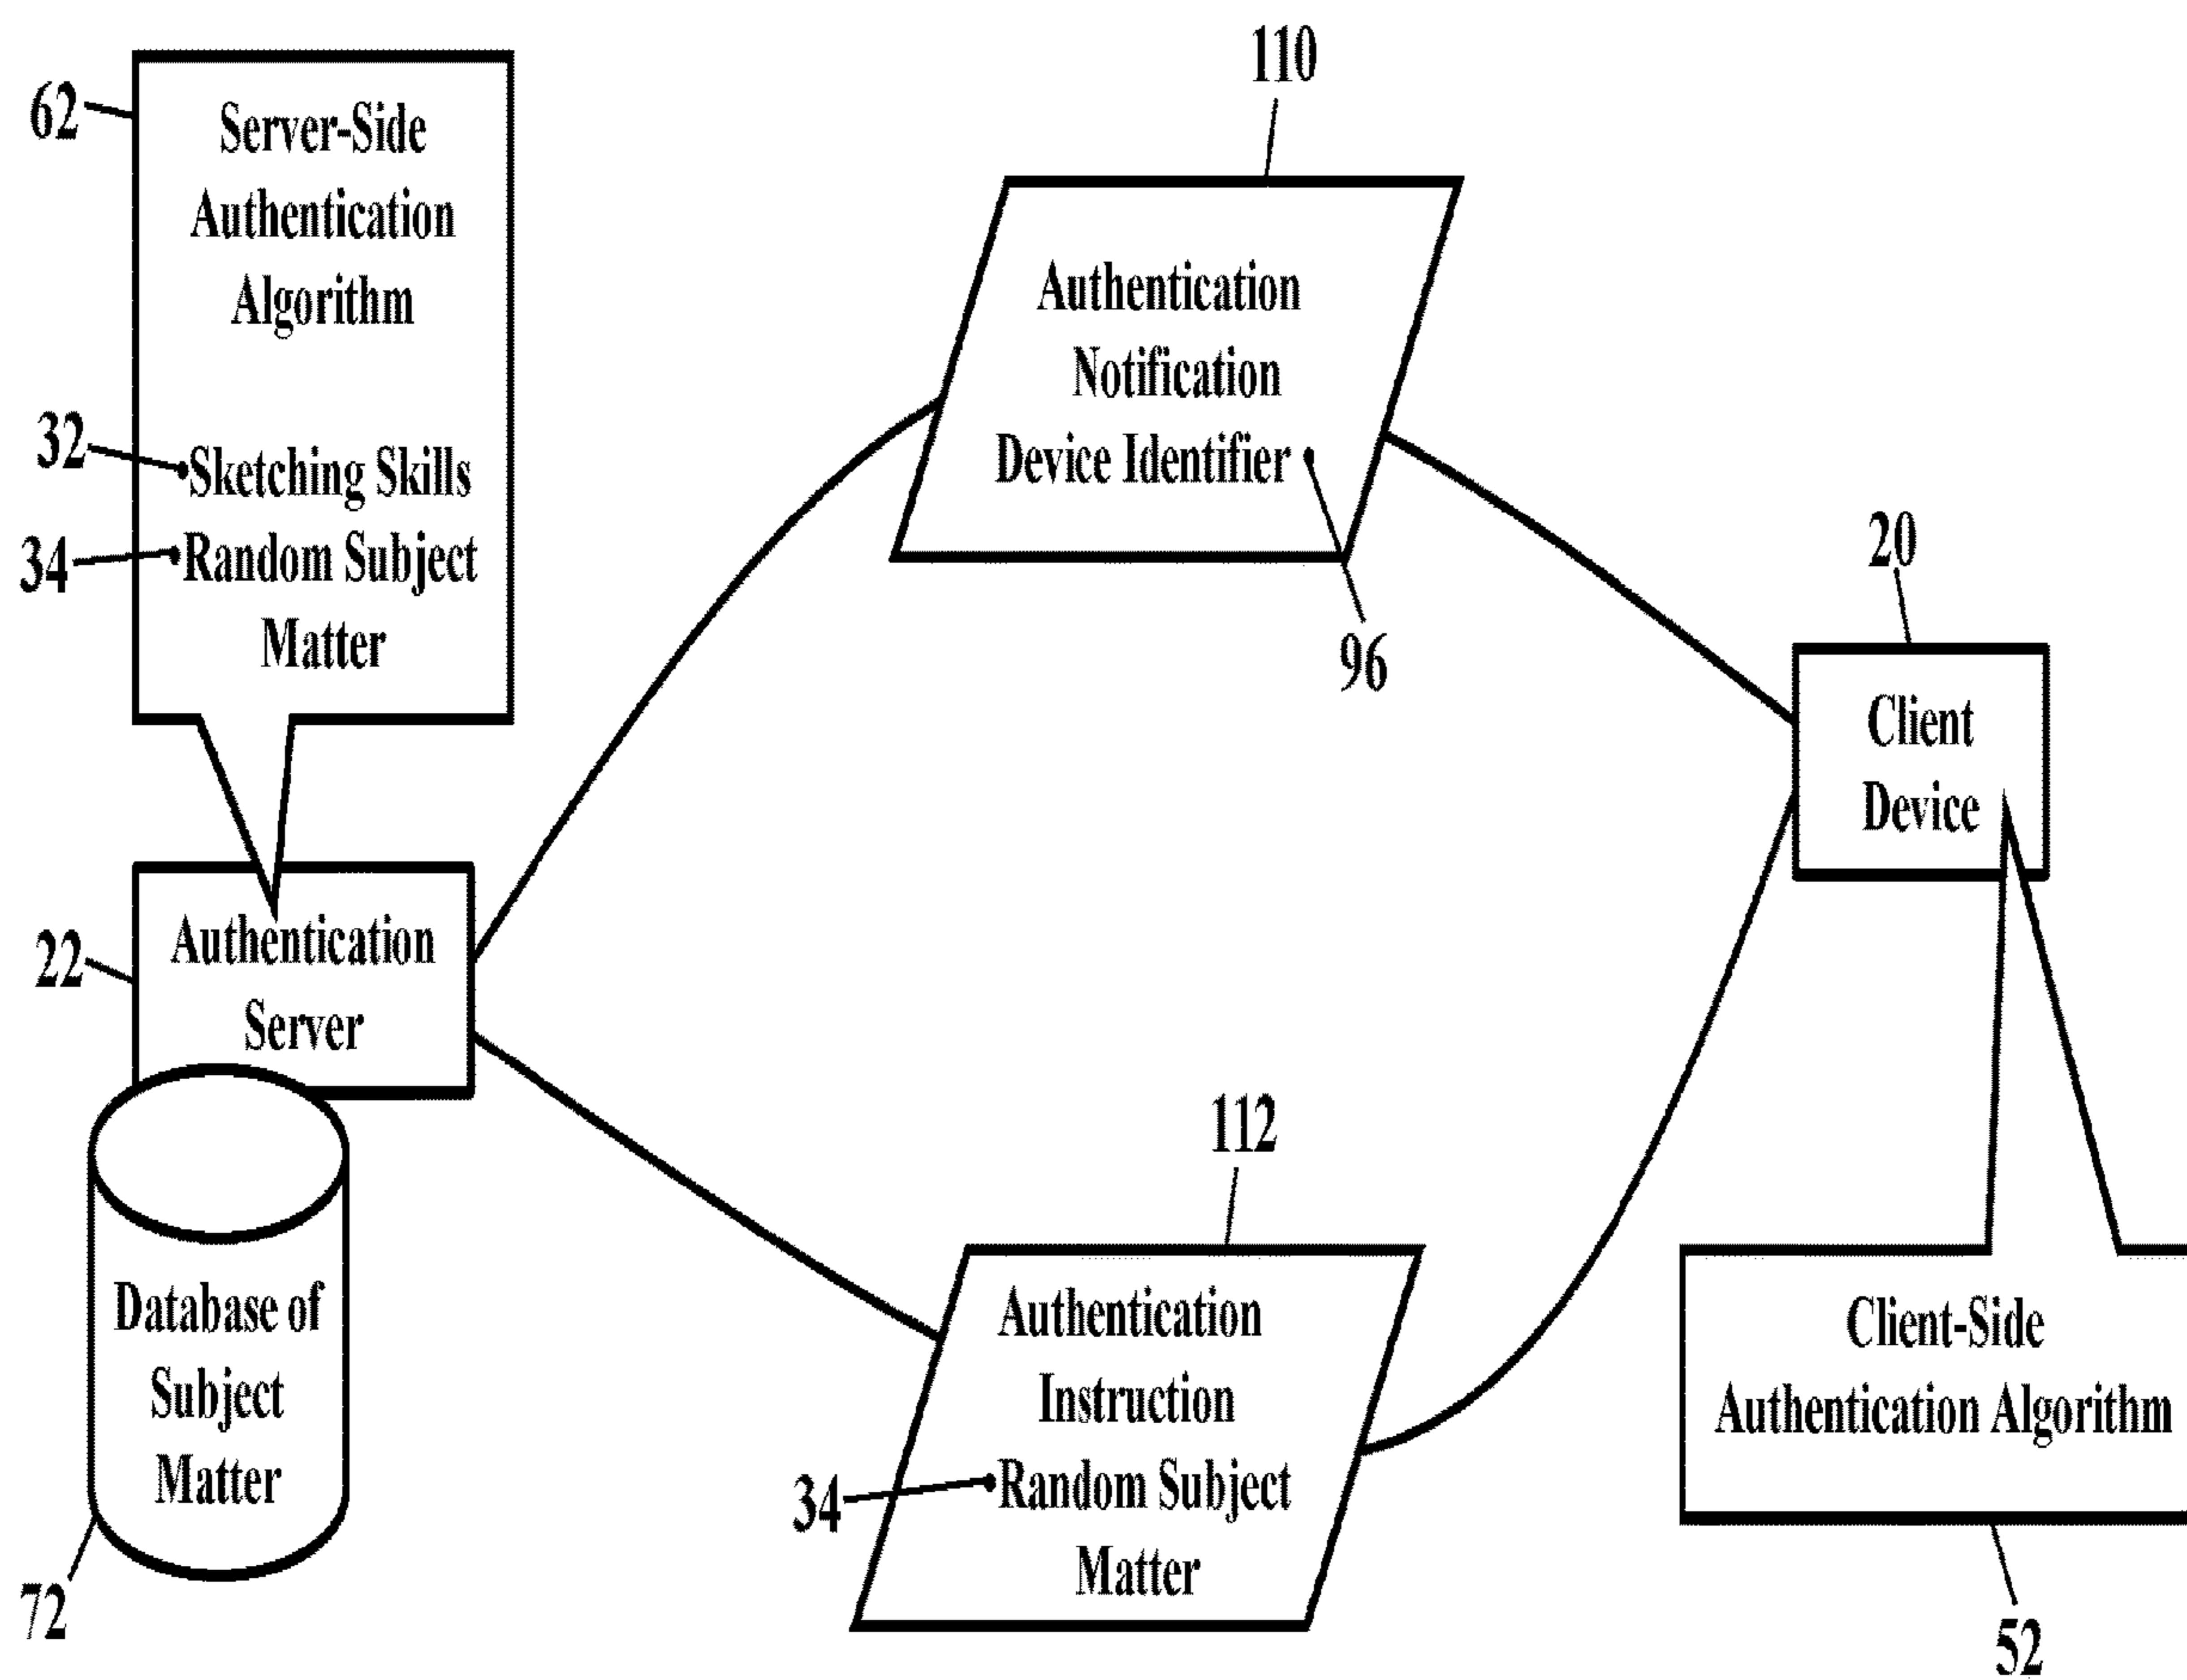 62
Server-Side
Authentication
Algorithm
32
Sketching Skills
34
Random Subject
Matter
22
Authentication
Server
Database of
Subject
Matter
72
110
Authentication
Notification
Device Identifier
96
112
Authentication
Instruction
34
Random Subject
Matter
20
Client
Device
Client-Side
Authentication Algorithm
52